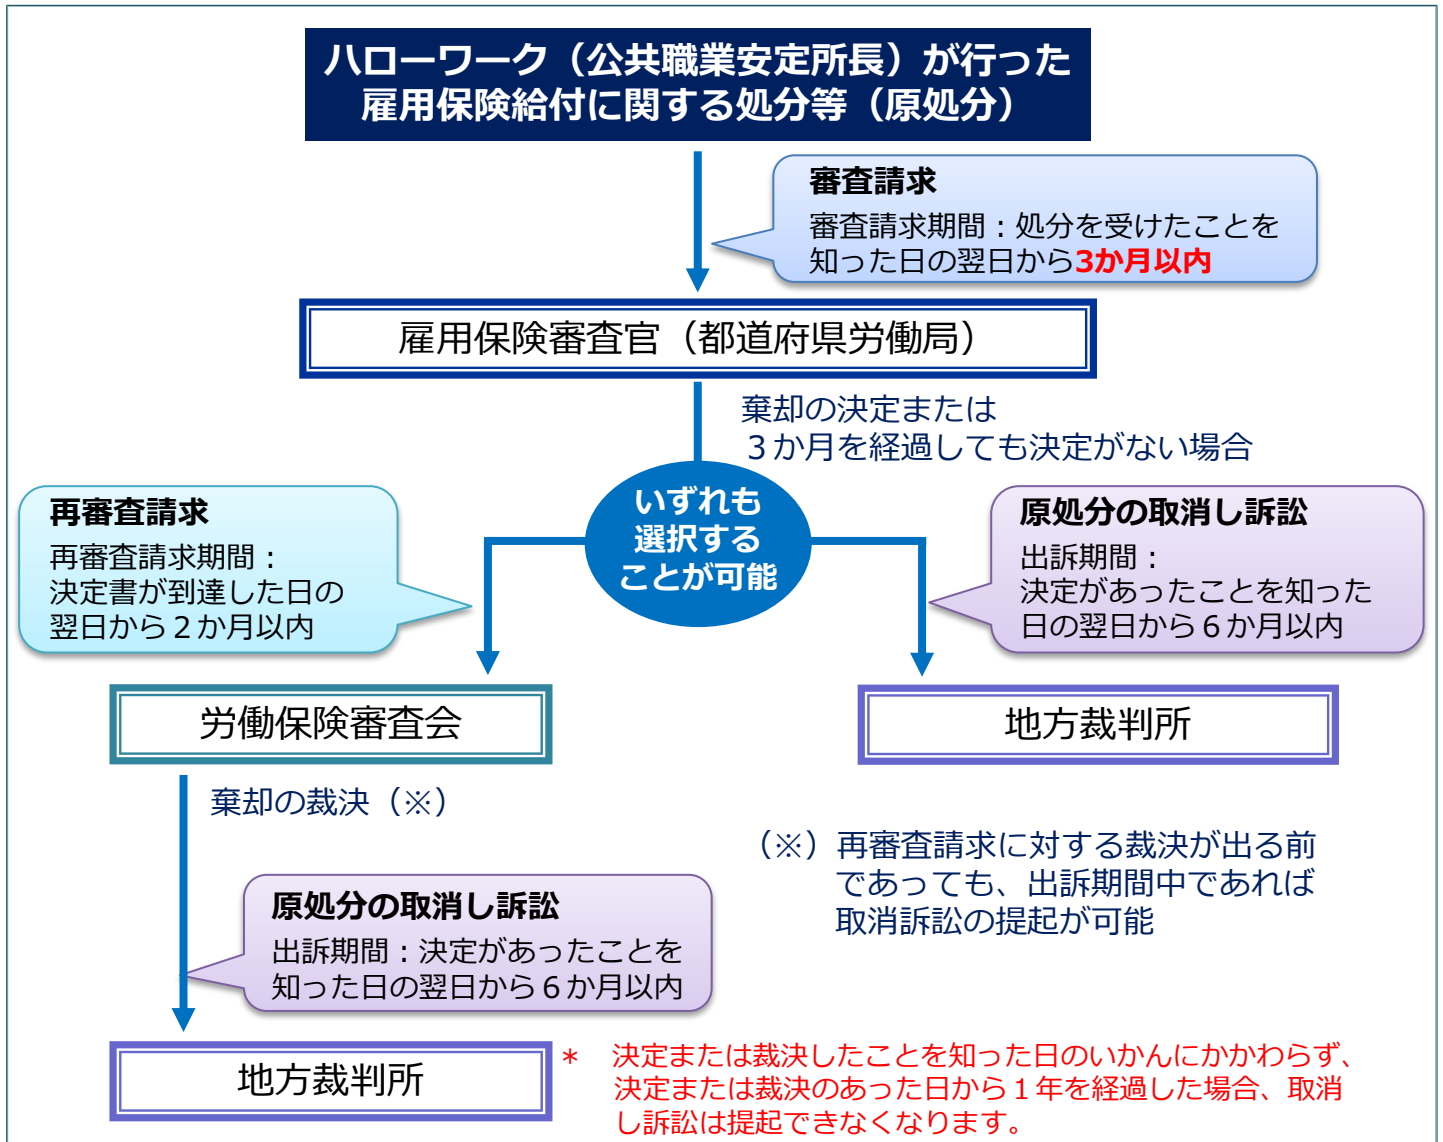 ハローワーク（公共職業安定所長）が行った
雇用保険給付に関する処分等（原処分）
審査請求
審査請求期間：処分を受けたことを
知った日の翌日から3か月以内
雇用保険審査官（都道府県労働局）
棄却の決定または
３か月を経過しても決定がない場合
いずれも
選択する
ことが可能
再審査請求
再審査請求期間：
決定書が到達した日の
翌日から２か月以内
原処分の取消し訴訟
出訴期間：
決定があったことを知った
日の翌日から６か月以内
労働保険審査会
地方裁判所
棄却の裁決（※）
（※）再審査請求に対する裁決が出る前
であっても、出訴期間中であれば
取消訴訟の提起が可能
原処分の取消し訴訟
出訴期間：決定があったことを
知った日の翌日から６か月以内
地方裁判所
＊　決定または裁決したことを知った日のいかんにかかわらず、
決定または裁決のあった日から１年を経過した場合、取消
し訴訟は提起できなくなります。